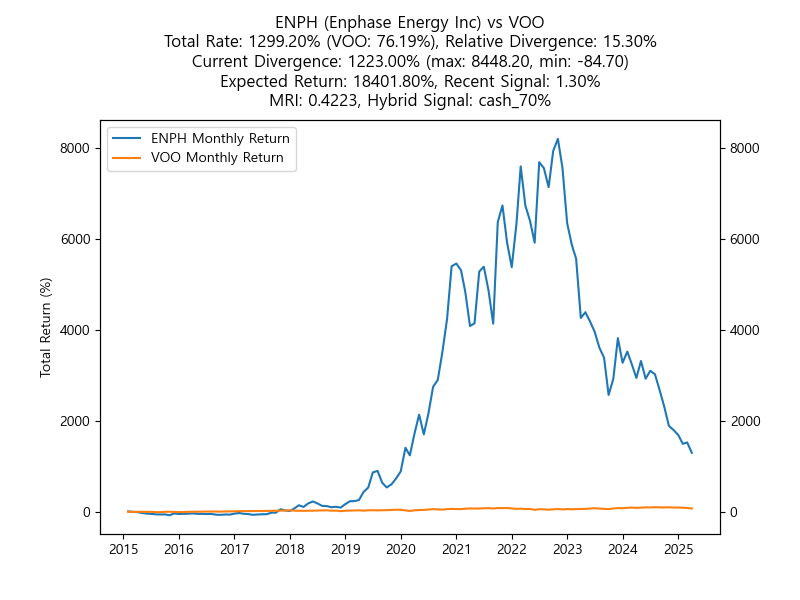 ENPH (Enphase Energy Inc) vs VOO
Total Rate: 1299.20% (VOO: 76.19%), Relative Divergence: 15.30%
Current Divergence: 1223.00% (max: 8448.20, min: -84.70)
Expected Return: 18401.80%, Recent Signal: 1.30%
MRI: 0.4223, Hybrid Signal: cash_70%
ENPH Monthly Return
VOO Monthly Return
Total Return (%)
8000
6000
4000
2000
0
8000
6000
4000
2000
0
2015 2016 2017 2018 2019 2020 2021 2022 2023 2024 2025